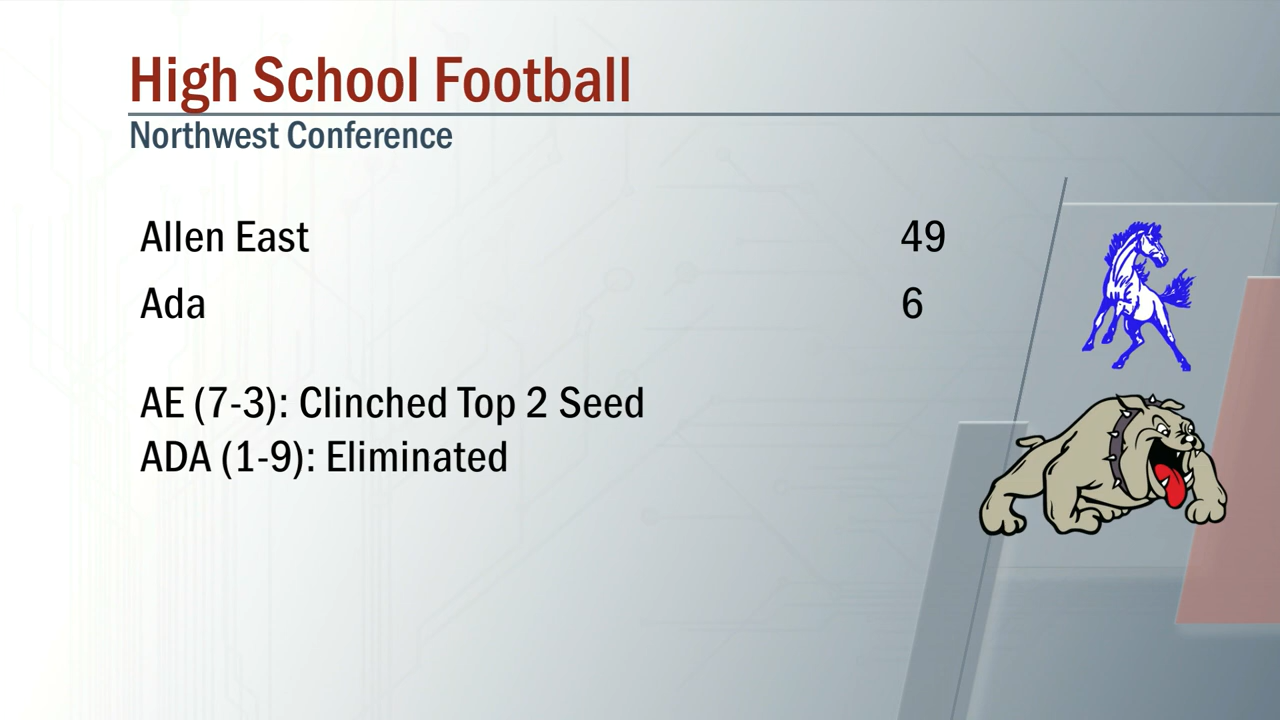 High School Football
Northwest Conference
Allen East 49
Ada 6
AE (7-3): Clinched Top 2 Seed
ADA (1-9): Eliminated